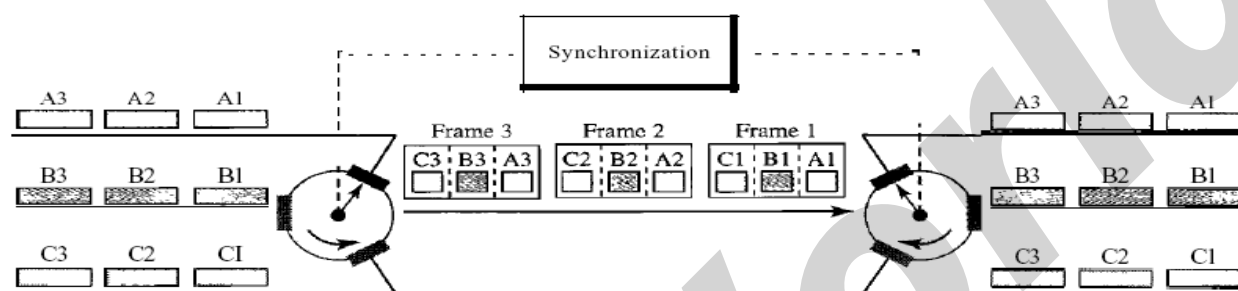 Synchronization
A3 A2 A1
Frame 3 Frame 2 Frame 1
A3 A2 A1
C3 B3 A3 C2 B2 A2 C1 B1 A1
B3 B2 B1
B3 B2 B1
C3 C2 CI
C3 C2 C1